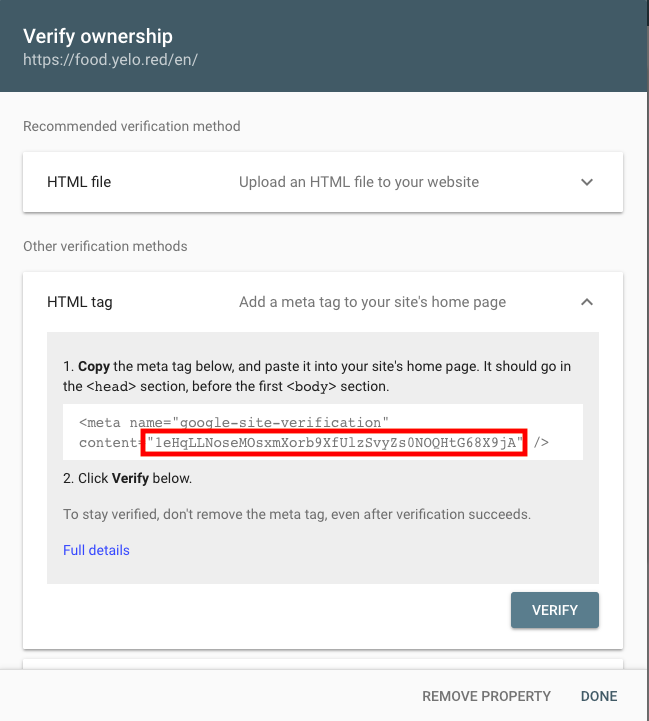 Verify ownership
https://food.yelo.red/en/
Recommended verification method
HTML file Upload an HTML file to your website
Other verification methods
HTML tag Add a meta tag to your site's home page
1. Copy the meta tag below, and paste it into your site's home page. It should go in
the <head> section, before the first <body> section.
<meta name="google-site-verification"
content="1eHqLLNoseMOsxmXorb9XfUlzSvyZs0NOQHtG68X9jA" />
2. Click Verify below.
To stay verified, don't remove the meta tag, even after verification succeeds.
Full details
VERIFY
REMOVE PROPERTY DONE